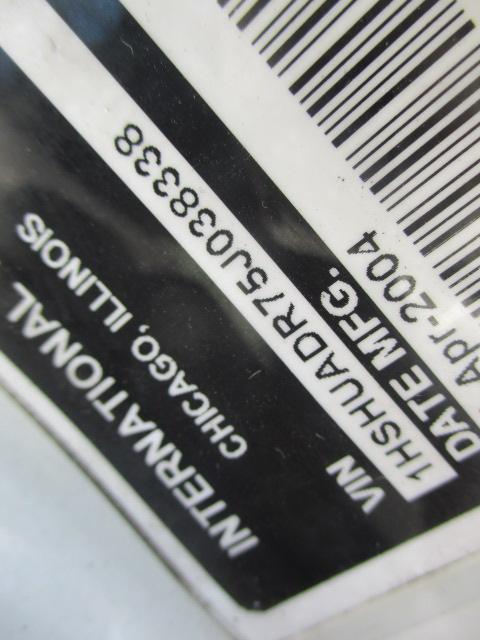 INTERNATIONAL
CHICAGO, ILLINOIS
VIN
1HSHUADR75J038338
DATE MFG.
Apr-2004